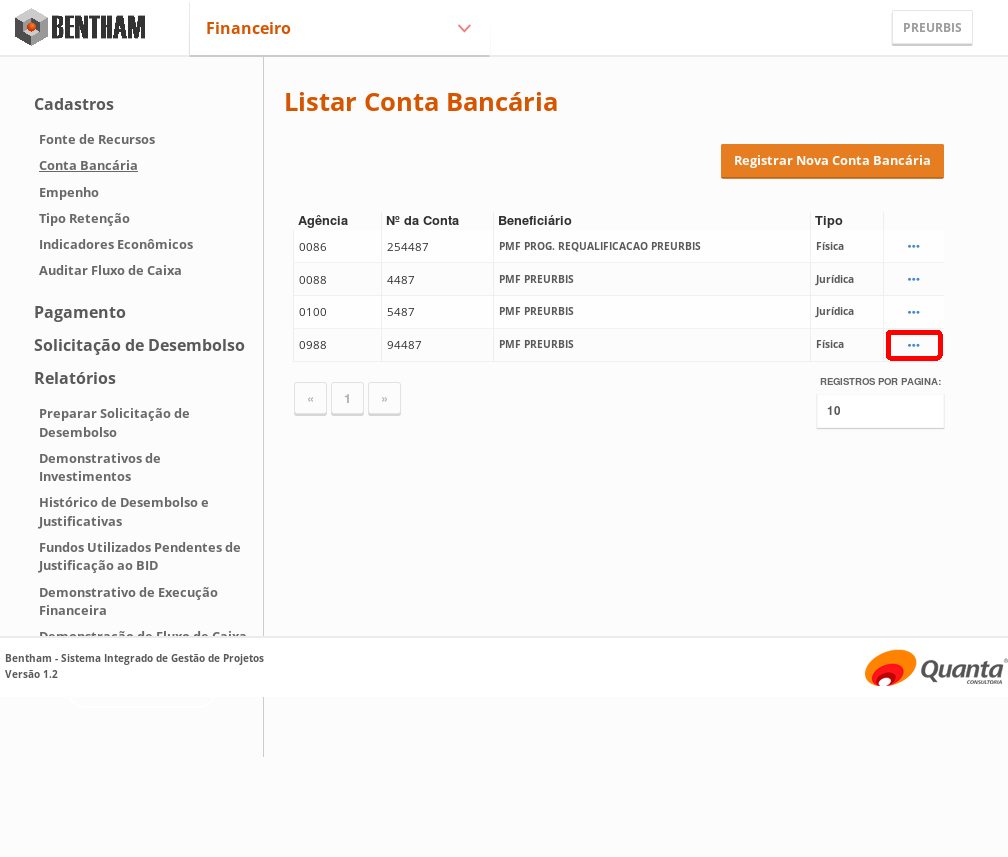 BENTHAM
Financeiro
PREURBIS
Cadastros
Fonte de Recursos
Conta Bancária
Empenho
Tipo Retenção
Indicadores Econômicos
Auditar Fluxo de Caixa
Pagamento
Solicitação de Desembolso
Relatórios
Preparar Solicitação de
Desembolso
Demonstrativos de
Investimentos
Histórico de Desembolso e
Justificativas
Fundos Utilizados Pendentes de
Justificação ao BID
Demonstrativo de Execução
Financeira
Demonstração de Fluxo de Caixa
Listar Conta Bancária
Registrar Nova Conta Bancária
Agência Nº da Conta Beneficiário Tipo
0086 254487 PMF PROG. REQUALIFICACAO PREURBIS Física •••
0088 4487 PMF PREURBIS Jurídica •••
0100 5487 PMF PREURBIS Jurídica •••
0988 94487 PMF PREURBIS Física •••
« 1 »
REGISTROS POR PAGINA:
10
Bentham - Sistema Integrado de Gestão de Projetos
Versão 1.2
Quanta®
CONSULTORIA